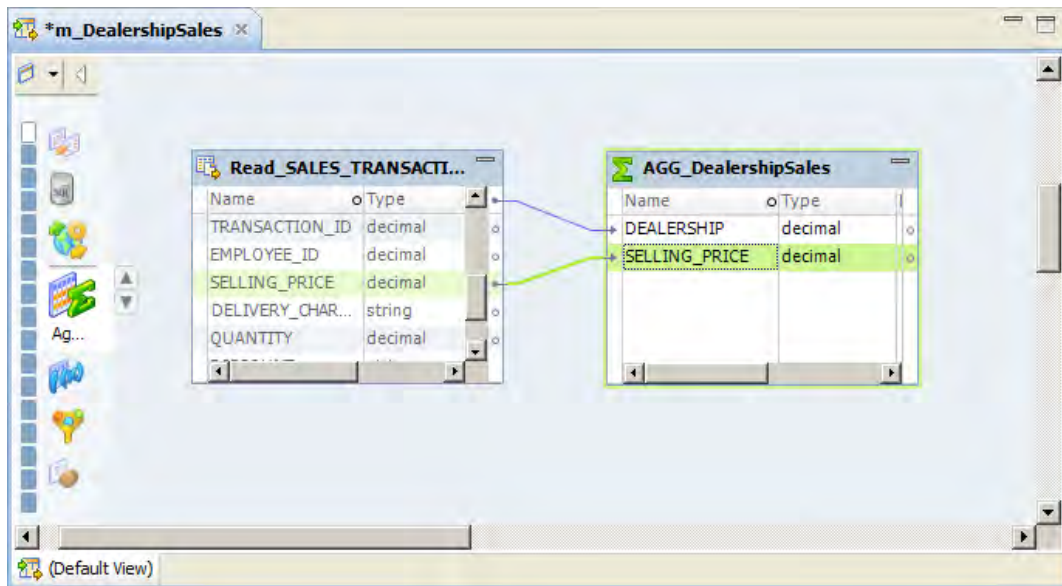 *m_DealershipSales
Read_SALES_TRANSACTI...
Name Type
TRANSACTION_ID decimal
EMPLOYEE_ID decimal
SELLING_PRICE decimal
DELIVERY_CHAR... string
QUANTITY decimal
AGG_DealershipSales
Name Type
DEALERSHIP decimal
SELLING_PRICE decimal
SQL
Ag...
(Default View)